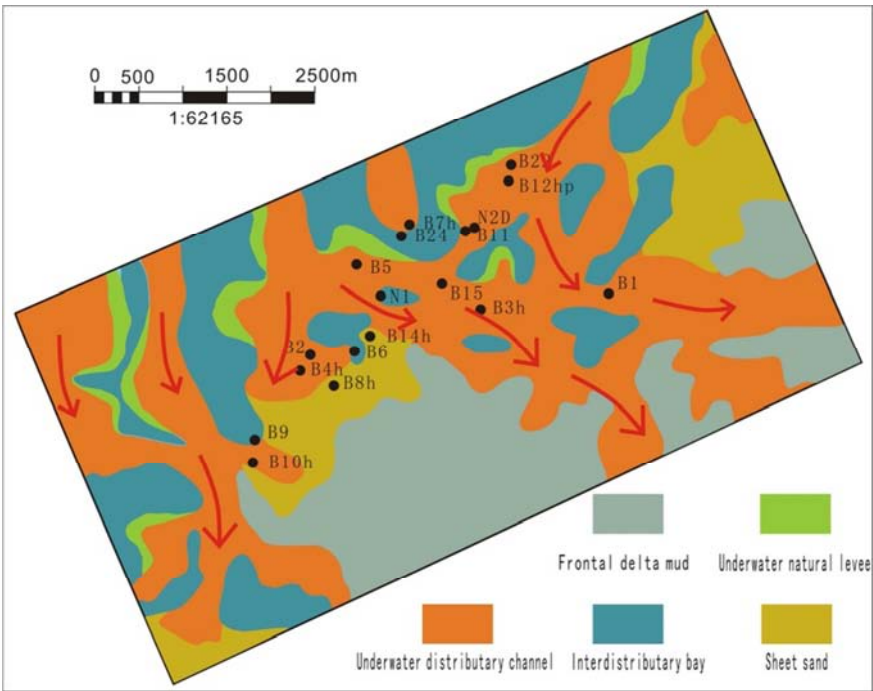 0 500 1500 2500m
1:62165
B12hp
B7h
N2D
B24
B11
B5
B15
B1
N1
B3h
B14h
B2
B6
B4h
B8h
B9
B10h
Frontal delta mud
Underwater natural levee
Underwater distributary channel
Interdistributary bay
Sheet sand